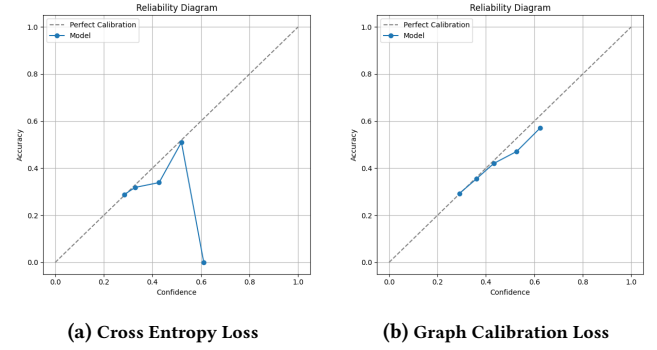 Reliability Diagram
Perfect Calibration
Model
1.0
0.8
0.6
0.4
0.2
0.0
Accuracy
0.0 0.2 0.4 0.6 0.8 1.0
Confidence
(a) Cross Entropy Loss
Reliability Diagram
Perfect Calibration
Model
1.0
0.8
0.6
0.4
0.2
0.0
Accuracy
0.0 0.2 0.4 0.6 0.8 1.0
Confidence
(b) Graph Calibration Loss